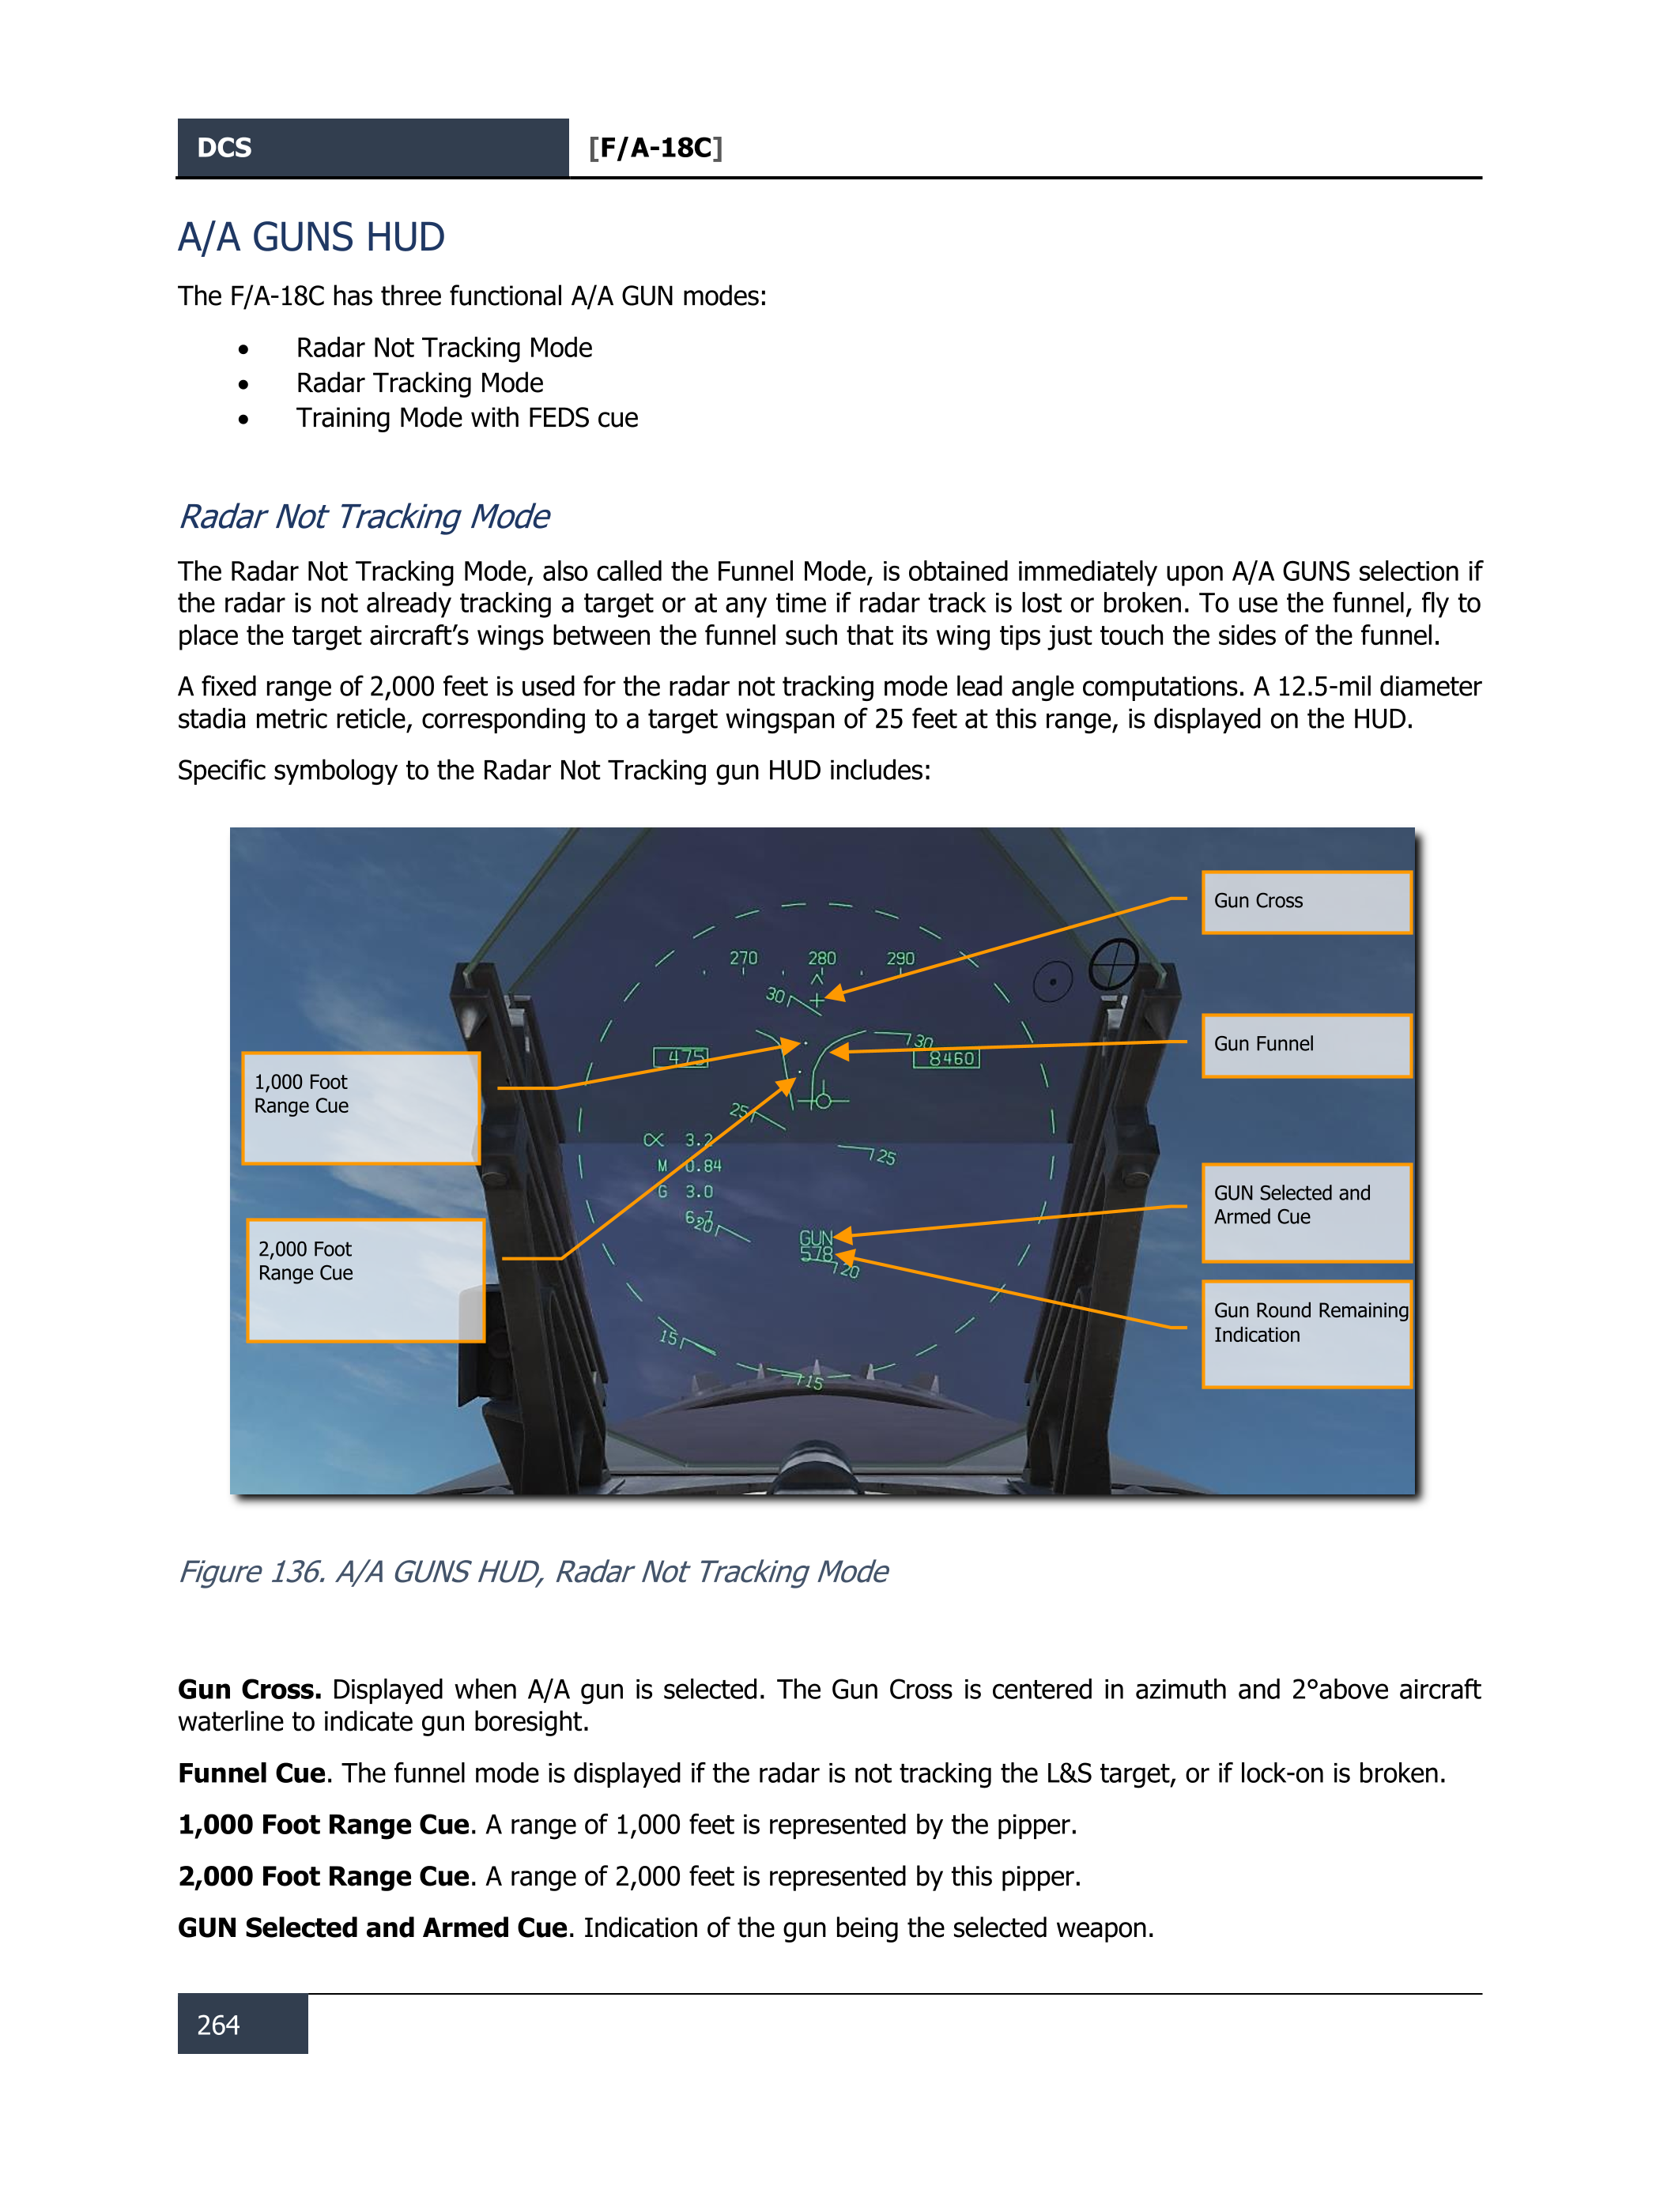 DCS [F/A-18C]
A/A GUNS HUD
The F/A-18C has three functional A/A GUN modes:
• Radar Not Tracking Mode
• Radar Tracking Mode
• Training Mode with FEDS cue
Radar Not Tracking Mode
The Radar Not Tracking Mode, also called the Funnel Mode, is obtained immediately upon A/A GUNS selection if
the radar is not already tracking a target or at any time if radar track is lost or broken. To use the funnel, fly to
place the target aircraft’s wings between the funnel such that its wing tips just touch the sides of the funnel.
A fixed range of 2,000 feet is used for the radar not tracking mode lead angle computations. A 12.5-mil diameter
stadia metric reticle, corresponding to a target wingspan of 25 feet at this range, is displayed on the HUD.
Specific symbology to the Radar Not Tracking gun HUD includes:
Gun Cross
270 280 290
30
Gun Funnel
30
475 8460
1,000 Foot
Range Cue
25
α 3.2
25
M 0.84
G 3.0
6.7
20
GUN Selected and
Armed Cue
GUN
578
20
2,000 Foot
Range Cue
Gun Round Remaining
Indication
15
15
Figure 136. A/A GUNS HUD, Radar Not Tracking Mode
Gun Cross. Displayed when A/A gun is selected. The Gun Cross is centered in azimuth and 2°above aircraft
waterline to indicate gun boresight.
Funnel Cue. The funnel mode is displayed if the radar is not tracking the L&S target, or if lock-on is broken.
1,000 Foot Range Cue. A range of 1,000 feet is represented by the pipper.
2,000 Foot Range Cue. A range of 2,000 feet is represented by this pipper.
GUN Selected and Armed Cue. Indication of the gun being the selected weapon.
264